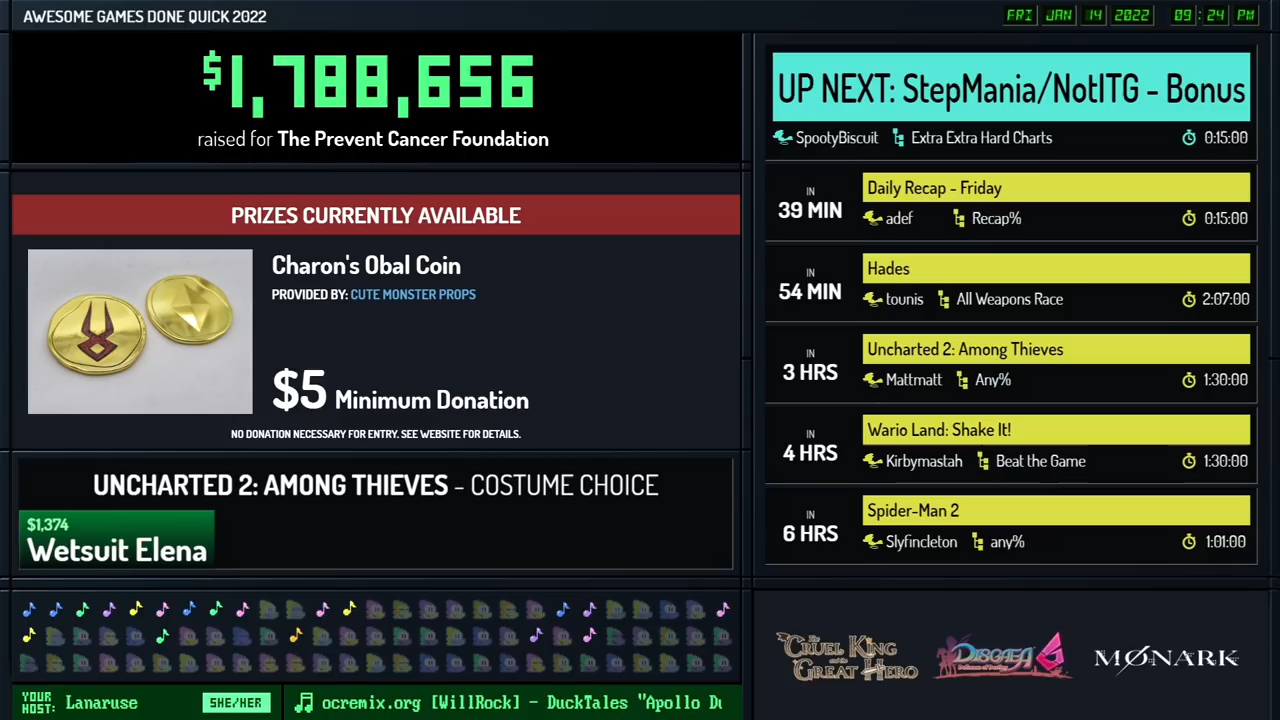 AWESOME GAMES DONE QUICK 2022
FRI JAN 14 2022 09:24 PM
$1,788,656
raised for The Prevent Cancer Foundation
PRIZES CURRENTLY AVAILABLE
Charon's Obal Coin
PROVIDED BY: CUTE MONSTER PROPS
$5 Minimum Donation
NO DONATION NECESSARY FOR ENTRY. SEE WEBSITE FOR DETAILS.
UNCHARTED 2: AMONG THIEVES - COSTUME CHOICE
$1,374
Wetsuit Elena
YOUR HOST: Lanaruse SHE/HER
ocremix.org [WillRock] - DuckTales "Apollo Du
UP NEXT: StepMania/NotITG - Bonus
SpootyBiscuit Extra Extra Hard Charts 0:15:00
IN 39 MIN
Daily Recap - Friday
adef Recap% 0:15:00
IN 54 MIN
Hades
tounis All Weapons Race 2:07:00
IN 3 HRS
Uncharted 2: Among Thieves
Mattmatt Any% 1:30:00
IN 4 HRS
Wario Land: Shake It!
Kirbymastah Beat the Game 1:30:00
IN 6 HRS
Spider-Man 2
Slyfincleton any% 1:01:00
The Cruel King and the Great Hero
DISGAEA 6
MONARK